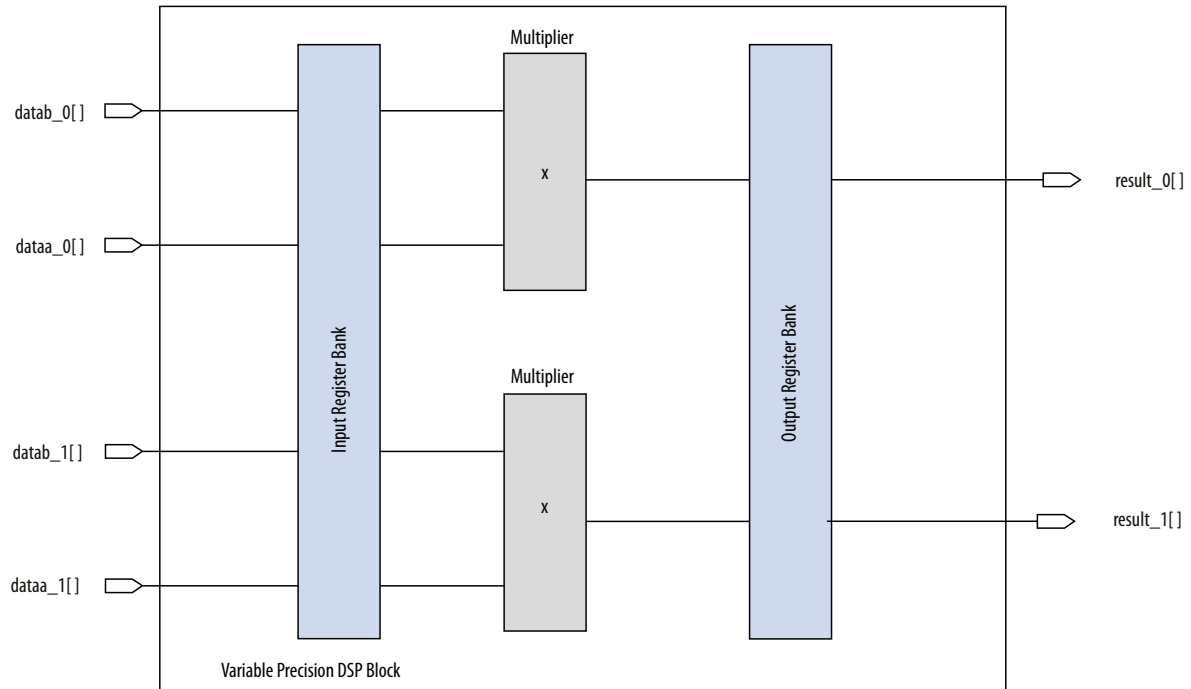 Multiplier
datab_0[ ]
x
result_0[ ]
dataa_0[ ]
Input Register Bank
Output Register Bank
Multiplier
datab_1[ ]
x
result_1[ ]
dataa_1[ ]
Variable Precision DSP Block